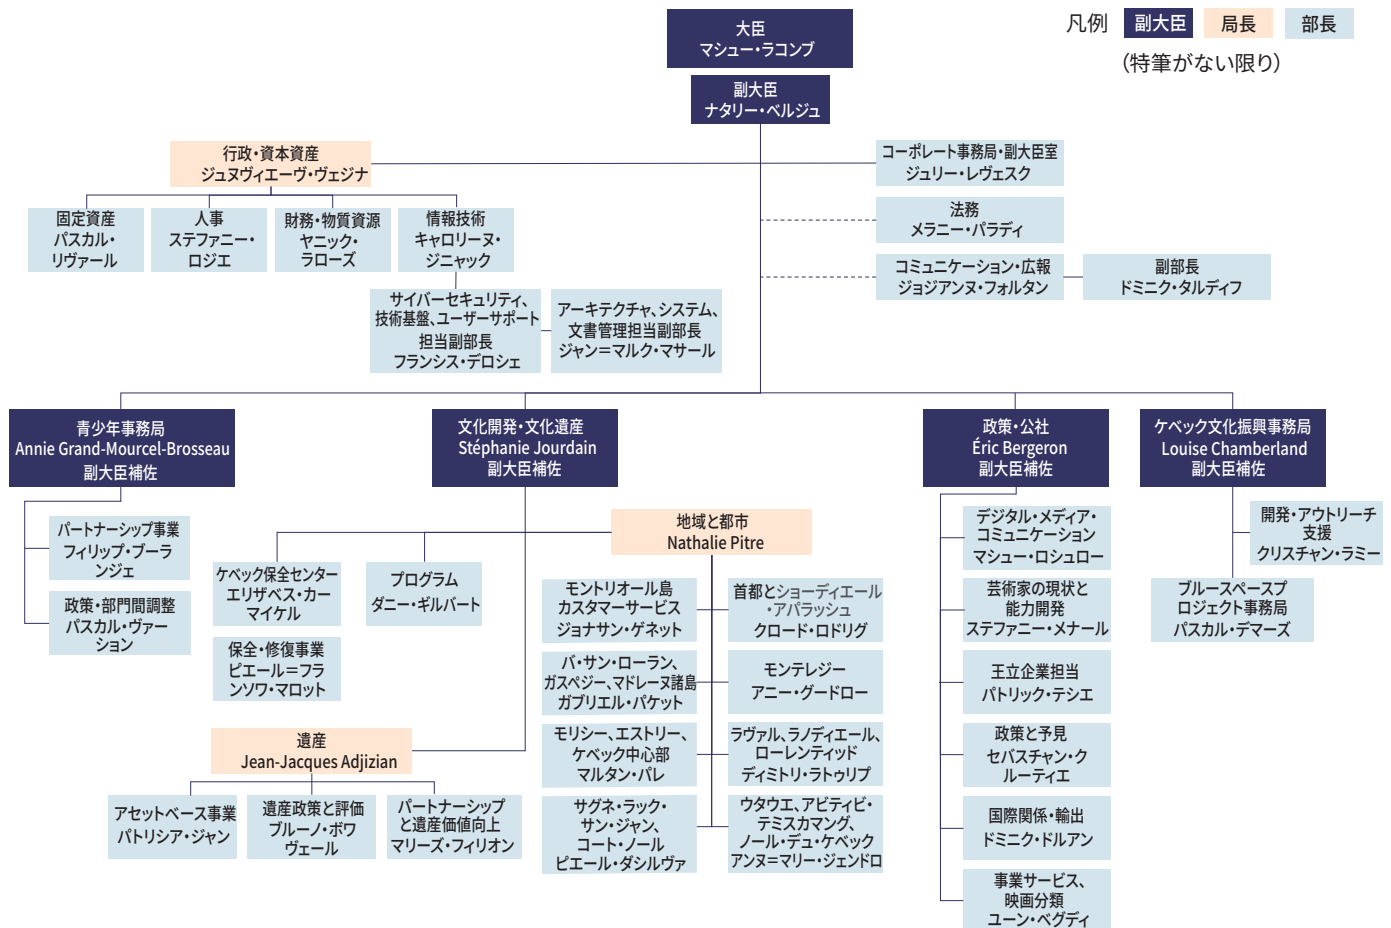 大臣
マシュー・ラコンブ
凡例
副大臣
局長
部長
（特筆がない限り）
副大臣
ナタリー・ベルジュ
行政・資本資産
ジュヌヴィエーヴ・ヴェジナ
コーポレート事務局・副大臣室
ジュリー・レヴェスク
固定資産
パスカル・
リヴァール
人事
ステファニー・
ロジエ
財務・物質資源
ヤニック・
ラローズ
情報技術
キャロリーヌ・
ジニャック
法務
メラニー・パラディ
コミュニケーション・広報
ジョジアンヌ・フォルタン
副部長
ドミニク・タルディフ
サイバーセキュリティ、
技術基盤、ユーザーサポート
担当副部長
フランシス・デロシェ
アーキテクチャ、システム、
文書管理担当副部長
ジャン＝マルク・マサール
青少年事務局
Annie Grand-Mourcel-Brosseau
副大臣補佐
文化開発・文化遺産
Stéphanie Jourdain
副大臣補佐
政策・公社
Éric Bergeron
副大臣補佐
ケベック文化振興事務局
Louise Chamberland
副大臣補佐
パートナーシップ事業
フィリップ・ブーラ
ンジェ
政策・部門間調整
パスカル・ヴァー
ション
地域と都市
Nathalie Pitre
ケベック保全センター
エリザベス・カー
マイケル
プログラム
ダニー・ギルバート
保全・修復事業
ピエール＝フラ
ンソワ・マロット
モントリオール島
カスタマーサービス
ジョナサン・ゲネット
首都とショーディエール
・アパラッシュ
クロード・ロドリグ
バ・サン・ローラン、
ガスペジー、マドレーヌ諸島
ガブリエル・パケット
モンテレジー
アニー・グードロー
モリシー、エストリー、
ケベック中心部
マルタン・パレ
ラヴァル、ラノディエール、
ローレンティッド
ディミトリ・ラトゥリプ
サグネ・ラック・
サン・ジャン、
コート・ノール
ピエール・ダシルヴァ
ウタウエ、アビティビ・
テミスカマング、
ノール・デュ・ケベック
アンヌ＝マリー・ジェンドロ
遺産
Jean-Jacques Adjizian
アセットベース事業
パトリシア・ジャン
遺産政策と評価
ブルーノ・ボワ
ヴェール
パートナーシップ
と遺産価値向上
マリーズ・フィリオン
デジタル・メディア・
コミュニケーション
マシュー・ロシュロー
芸術家の現状と
能力開発
ステファニー・メナール
王立企業担当
パトリック・テシエ
政策と予見
セバスチャン・ク
ルーティエ
国際関係・輸出
ドミニク・ドルアン
事業サービス、
映画分類
ユーン・ベグディ
開発・アウトリーチ
支援
クリスチャン・ラミー
ブルースペースプ
ロジェクト事務局
パスカル・デマーズ